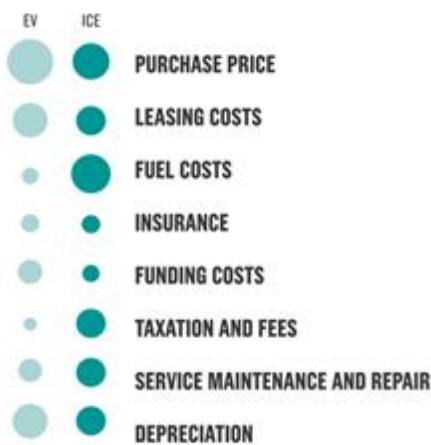 EV ICE
PURCHASE PRICE
LEASING COSTS
FUEL COSTS
INSURANCE
FUNDING COSTS
TAXATION AND FEES
SERVICE MAINTENANCE AND REPAIR
DEPRECIATION